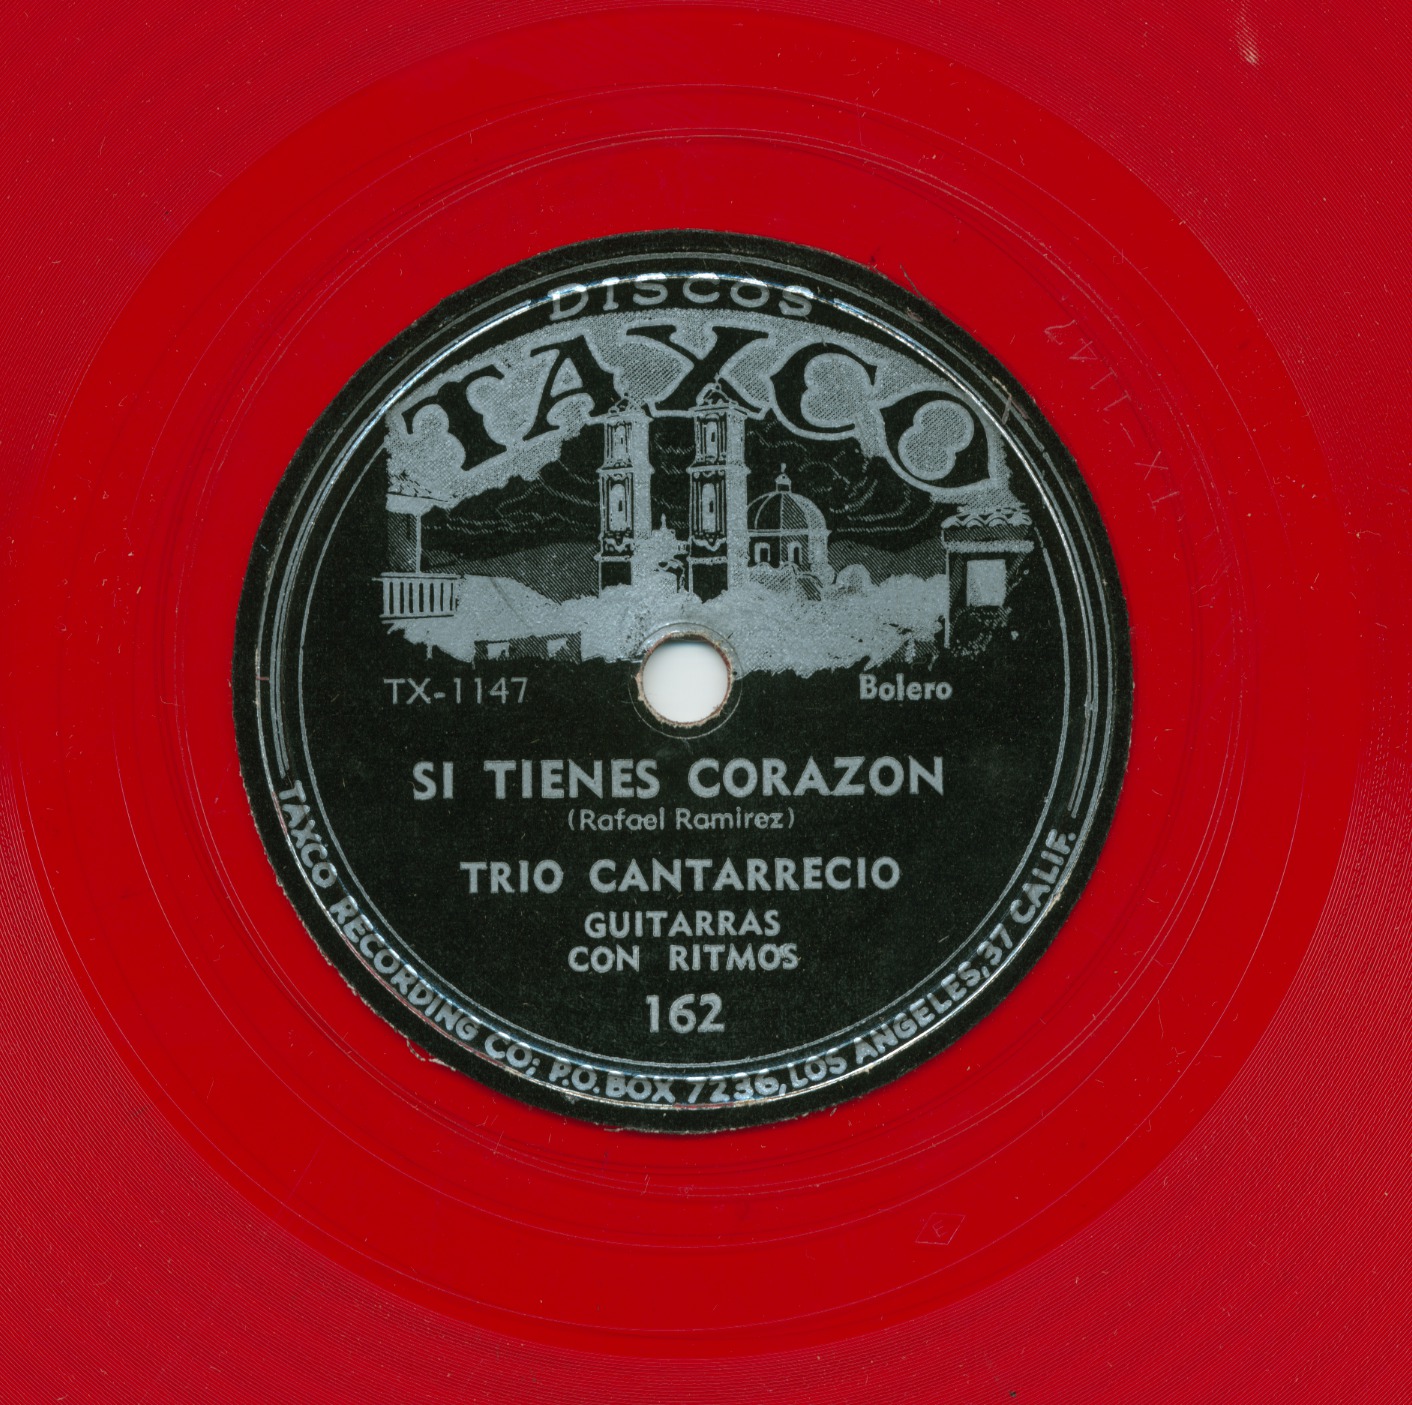 DISCOS
TAXCO
TX-1147
Bolero
SI TIENES CORAZON
(Rafael Ramirez)
TRIO CANTARRECIO
GUITARRAS
CON RITMOS
162
TAXCO RECORDING CO; P.O. BOX 7236, LOS ANGELES, 37 CALIF.
TX-1147
E